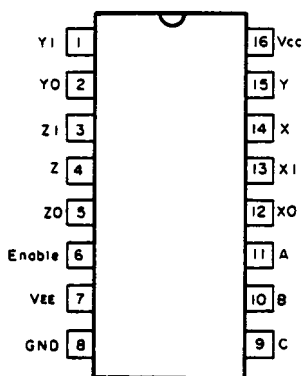 Y1 1 16 Vcc
Y0 2 15 Y
Z1 3 14 X
Z 4 13 X1
Z0 5 12 X0
Enable 6 11 A
VEE 7 10 B
GND 8 9 C